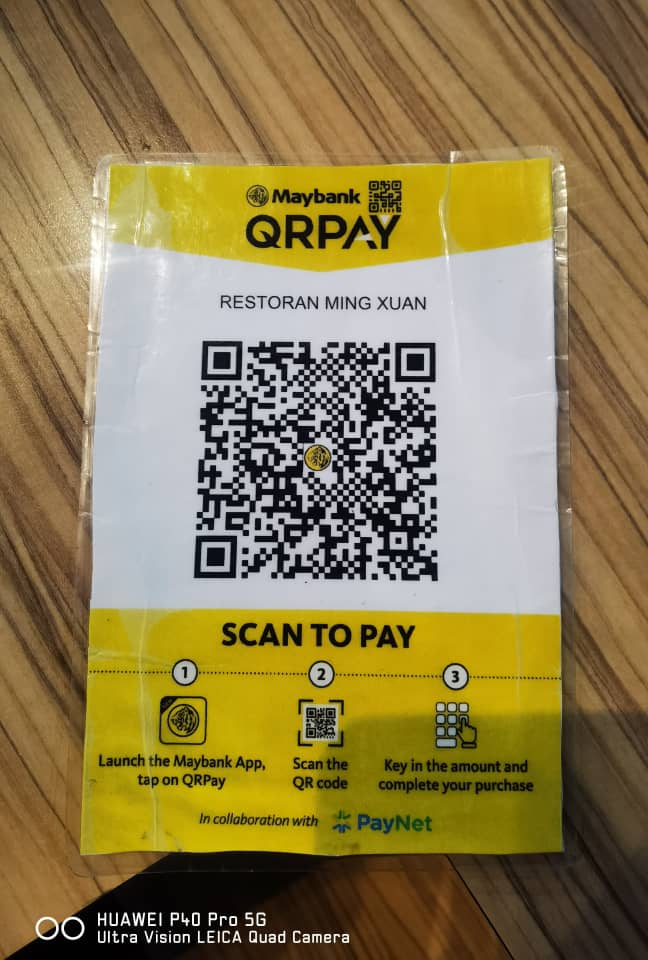 Maybank
QRPAY
RESTORAN MING XUAN
SCAN TO PAY
1
2
3
Launch the Maybank App,
tap on QRPay
Scan the
QR code
Key in the amount and
complete your purchase
In collaboration with PayNet
HUAWEI P40 Pro 5G
Ultra Vision LEICA Quad Camera